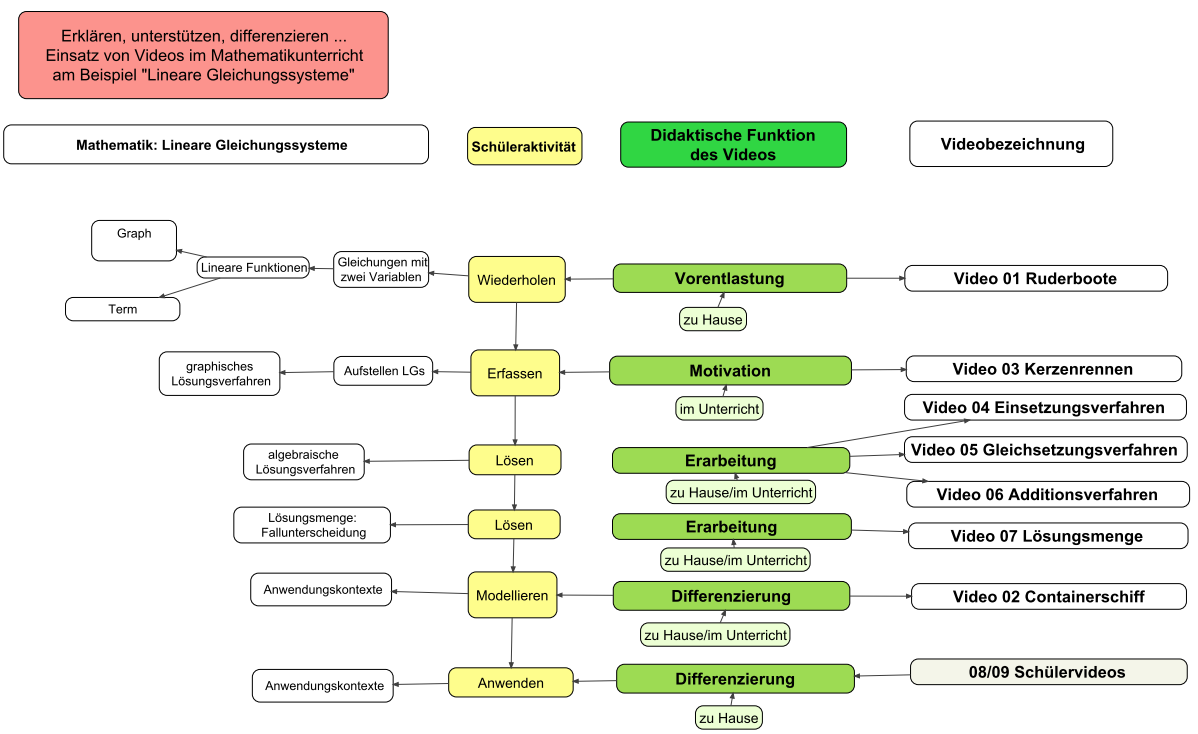 Erklären, unterstützen, differenzieren ...
Einsatz von Videos im Mathematikunterricht
am Beispiel "Lineare Gleichungssysteme"
Mathematik: Lineare Gleichungssysteme
Schüleraktivität
Didaktische Funktion
des Videos
Videobezeichnung
Graph
Lineare Funktionen
Term
Gleichungen mit
zwei Variablen
Wiederholen
Vorentlastung
zu Hause
Video 01 Ruderboote
graphisches
Lösungsverfahren
Aufstellen LGs
Erfassen
Motivation
im Unterricht
Video 03 Kerzenrennen
Video 04 Einsetzungsverfahren
algebraische
Lösungsverfahren
Lösen
Erarbeitung
zu Hause/im Unterricht
Video 05 Gleichsetzungsverfahren
Video 06 Additionsverfahren
Lösungsmenge:
Fallunterscheidung
Lösen
Erarbeitung
zu Hause/im Unterricht
Video 07 Lösungsmenge
Anwendungskontexte
Modellieren
Differenzierung
zu Hause/im Unterricht
Video 02 Containerschiff
Anwendungskontexte
Anwenden
Differenzierung
zu Hause
08/09 Schülervideos